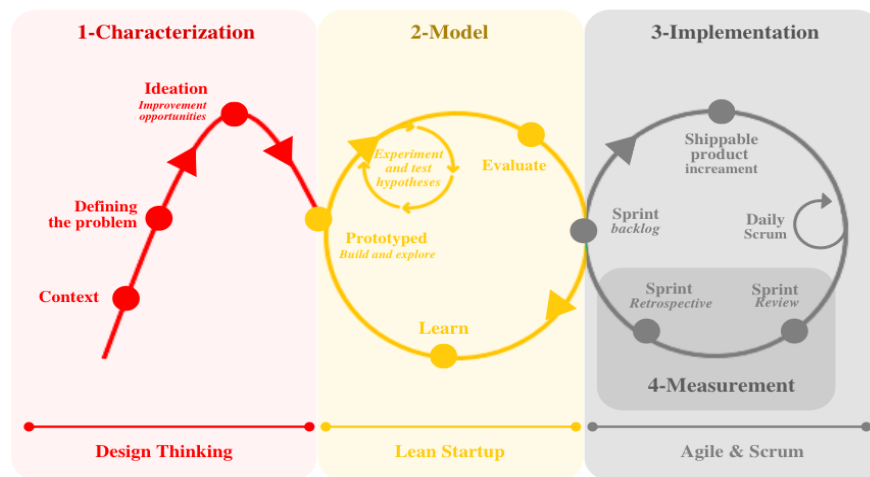 1-Characterization
2-Model
3-Implementation
Ideation
Improvement
opportunities
Defining
the problem
Context
Experiment
and test
hypotheses
Evaluate
Prototyped
Build and explore
Learn
Shippable
product
increament
Sprint
backlog
Daily
Scrum
Sprint
Retrospective
Sprint
Review
4-Measurement
Design Thinking
Lean Startup
Agile & Scrum